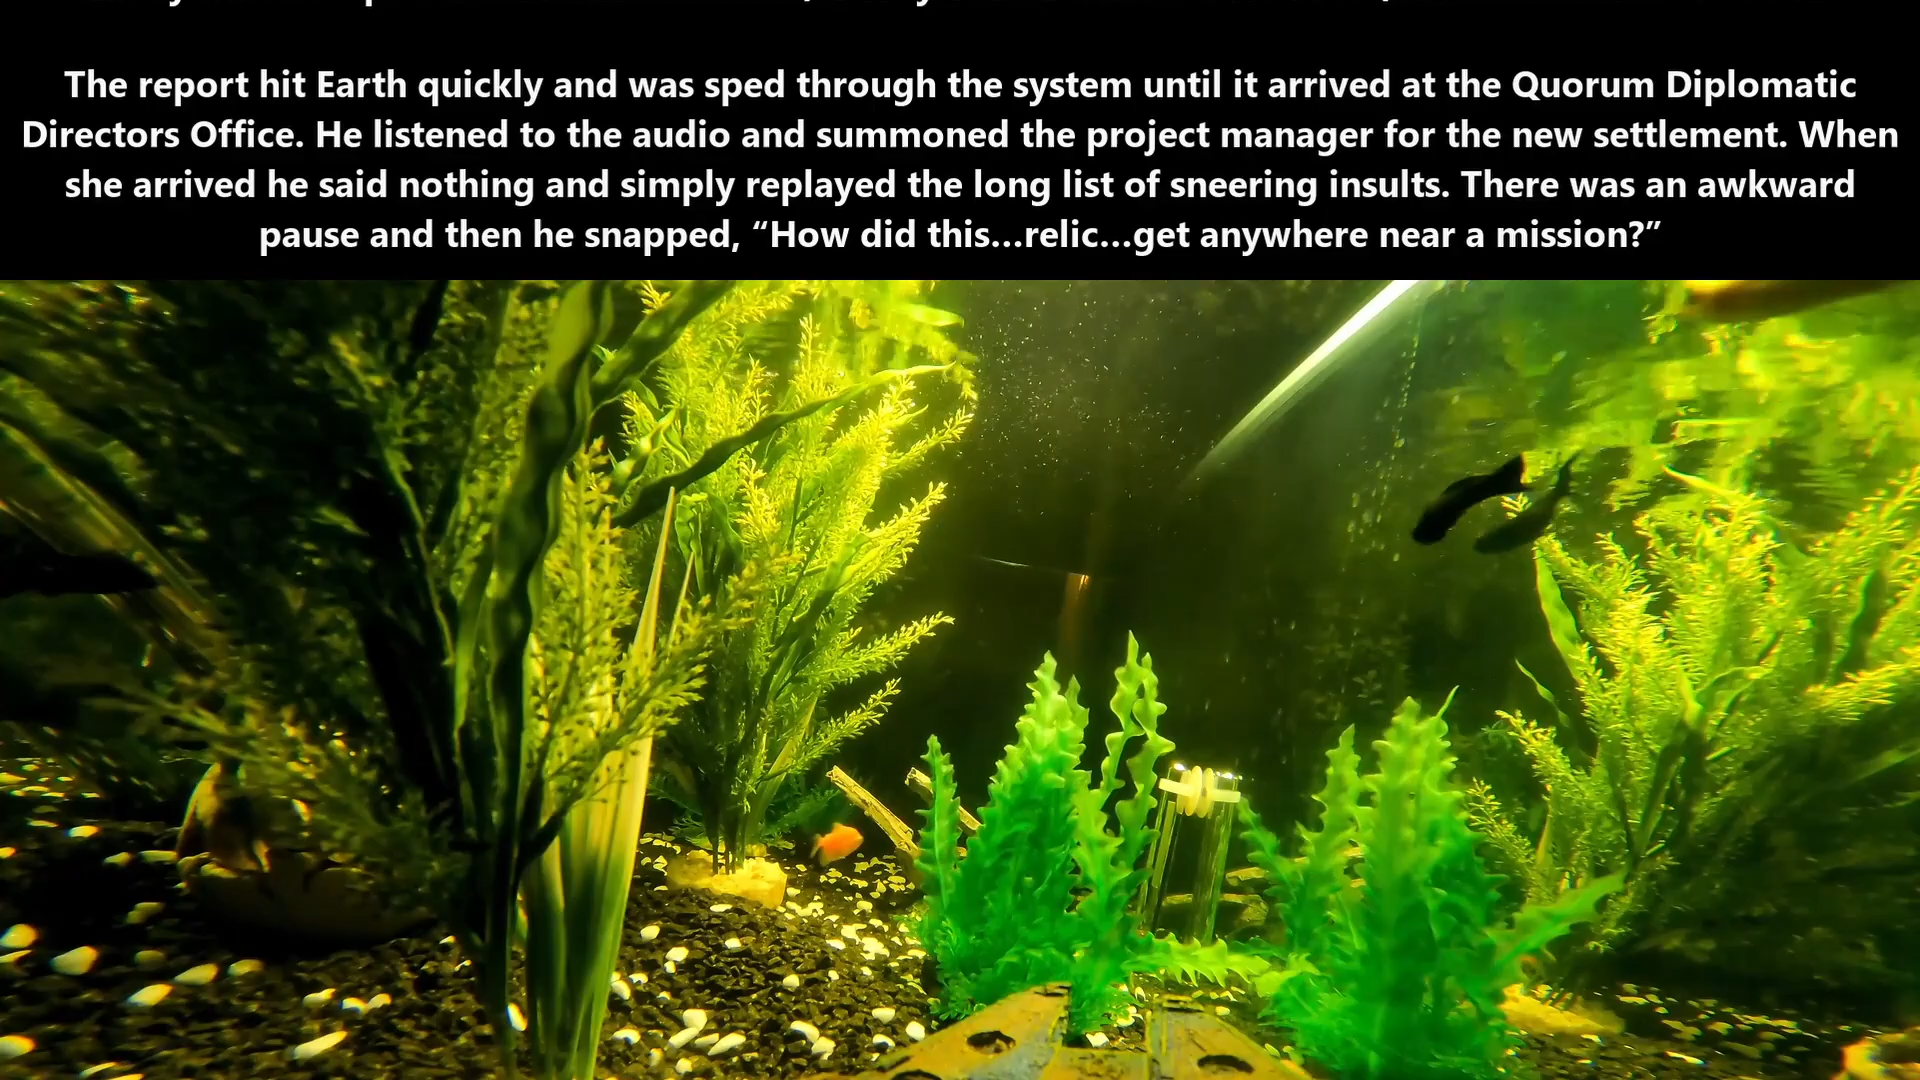 The report hit Earth quickly and was sped through the system until it arrived at the Quorum Diplomatic
Directors Office. He listened to the audio and summoned the project manager for the new settlement. When
she arrived he said nothing and simply replayed the long list of sneering insults. There was an awkward
pause and then he snapped, “How did this...relic...get anywhere near a mission?”